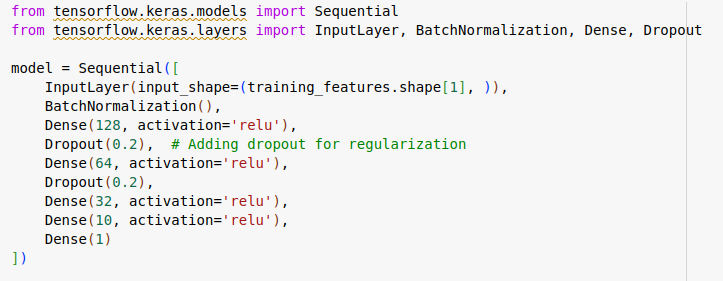 from tensorflow.keras.models import Sequential
from tensorflow.keras.layers import InputLayer, BatchNormalization, Dense, Dropout

model = Sequential([
    InputLayer(input_shape=(training_features.shape[1], )),
    BatchNormalization(),
    Dense(128, activation='relu'),
    Dropout(0.2),  # Adding dropout for regularization
    Dense(64, activation='relu'),
    Dropout(0.2),
    Dense(32, activation='relu'),
    Dense(10, activation='relu'),
    Dense(1)
])